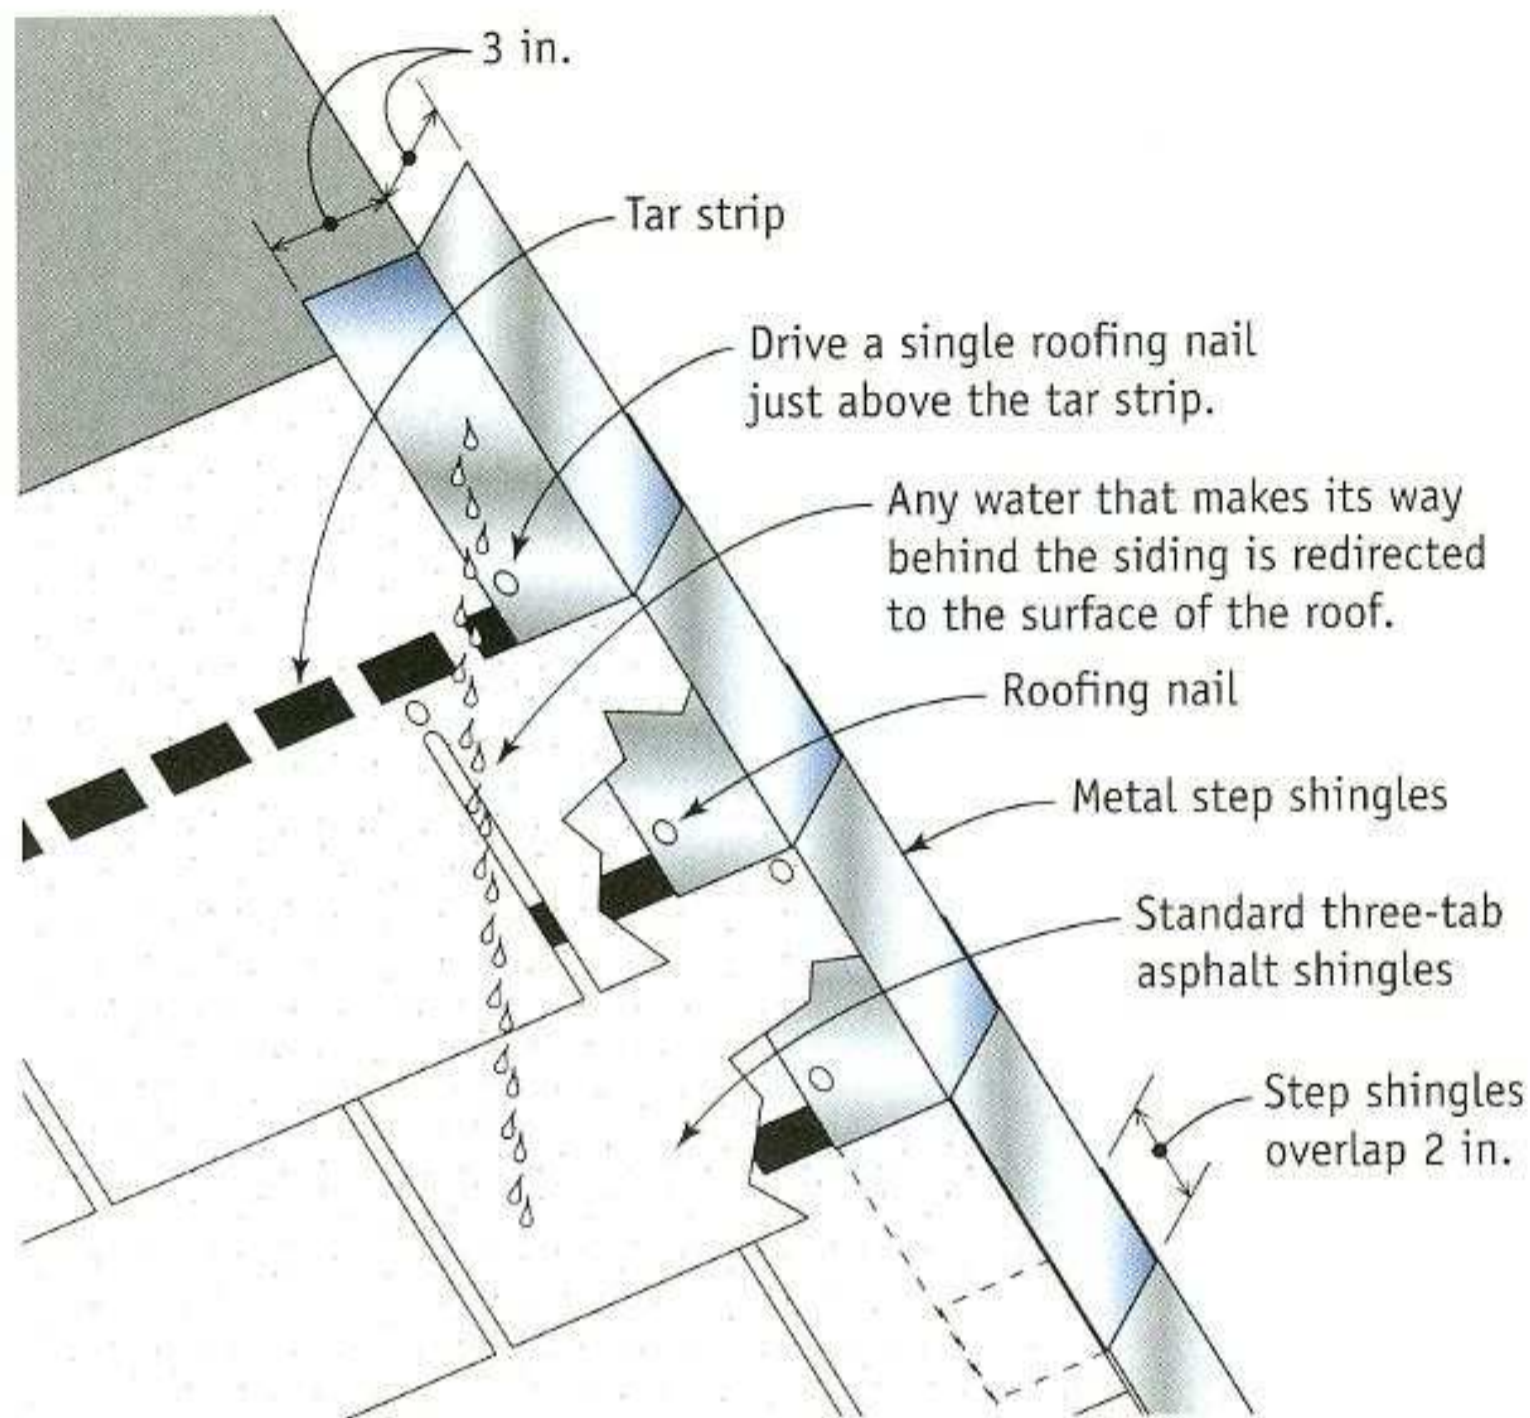 3 in.
Tar strip
Drive a single roofing nail
just above the tar strip.
Any water that makes its way
behind the siding is redirected
to the surface of the roof.
Roofing nail
Metal step shingles
Standard three-tab
asphalt shingles
Step shingles
overlap 2 in.